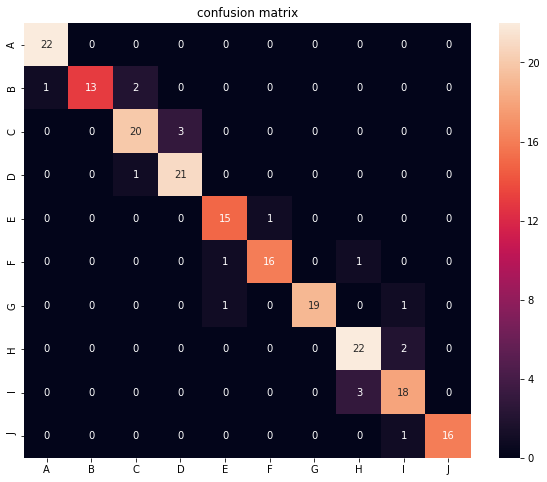 confusion matrix
A 22 0 0 0 0 0 0 0 0 0
B 1 13 2 0 0 0 0 0 0 0
C 0 0 20 3 0 0 0 0 0 0
D 0 0 1 21 0 0 0 0 0 0
E 0 0 0 0 15 1 0 0 0 0
F 0 0 0 0 1 16 0 1 0 0
G 0 0 0 0 1 0 19 0 1 0
H 0 0 0 0 0 0 0 22 2 0
I 0 0 0 0 0 0 0 3 18 0
J 0 0 0 0 0 0 0 0 1 16
A B C D E F G H I J
20
16
12
8
4
0